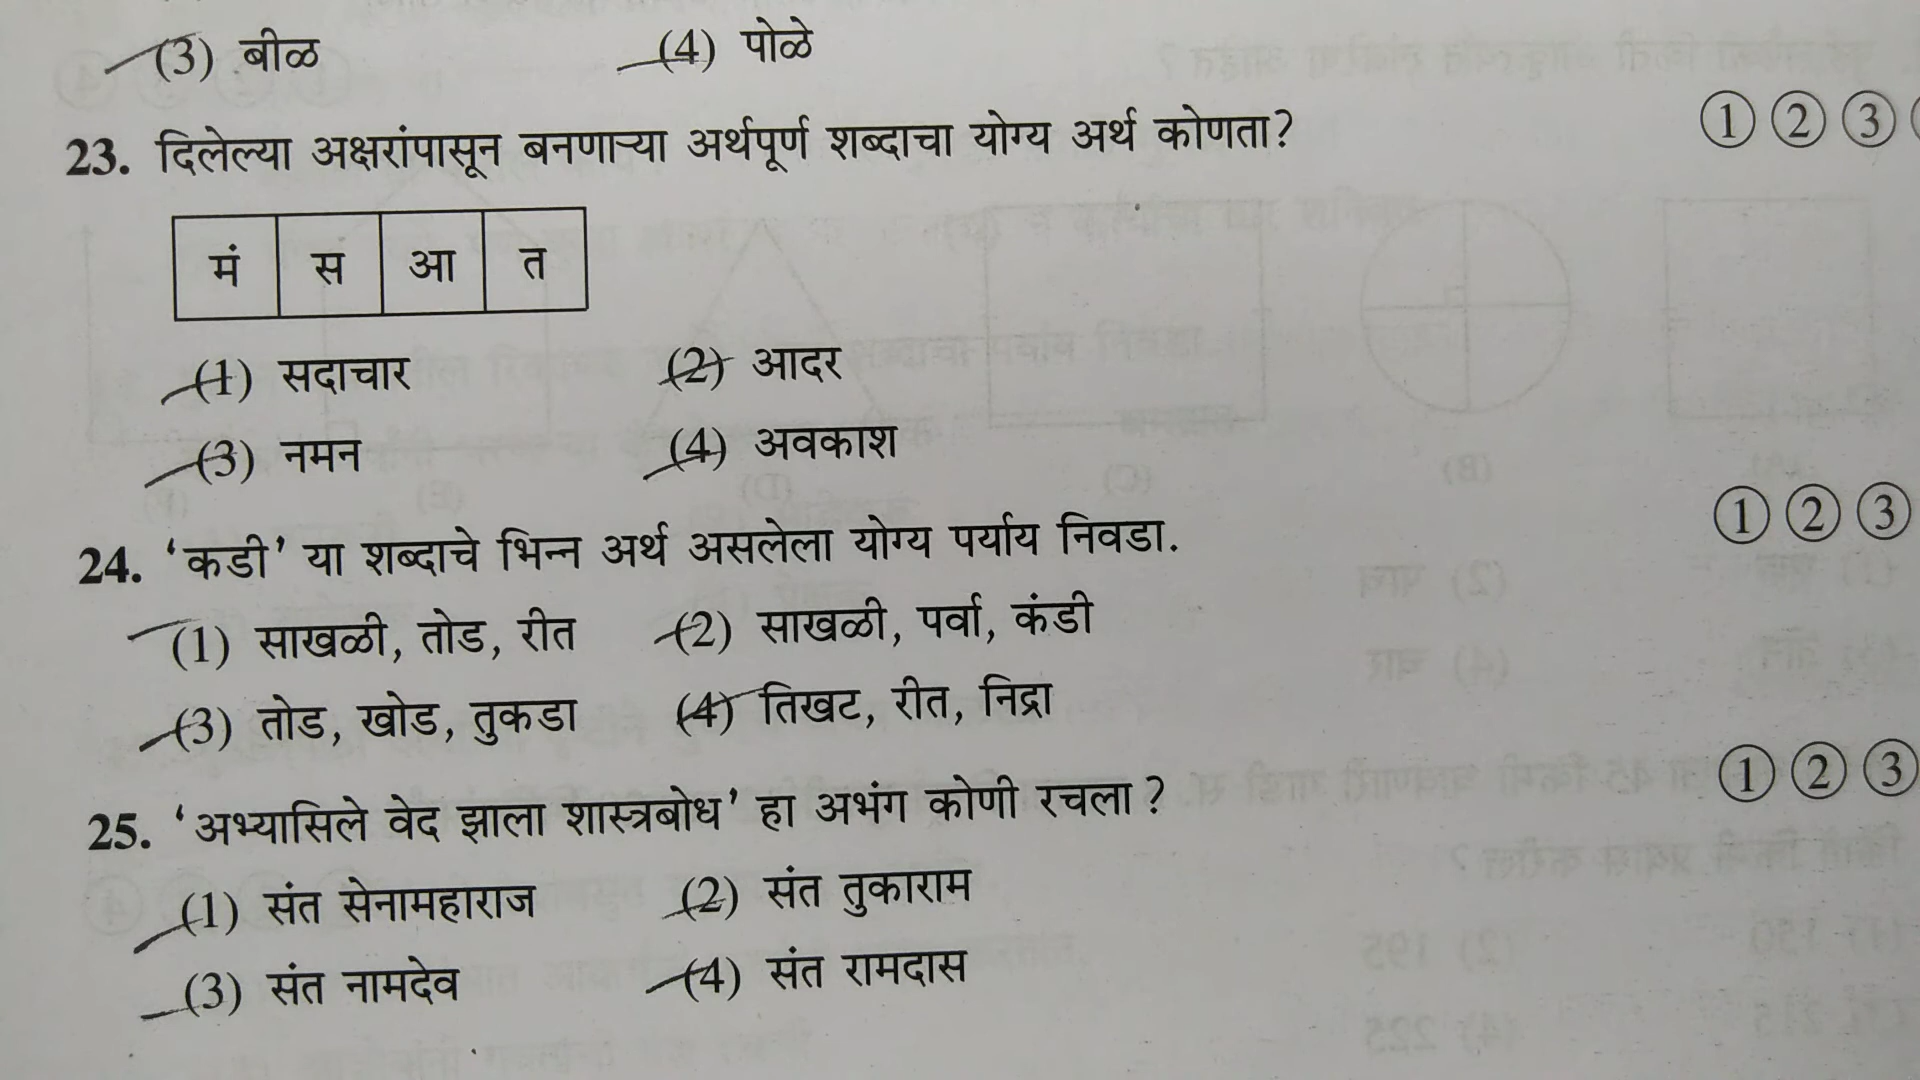 (3) बीळ (4) पोळे
23. दिलेल्या अक्षरांपासून बनणाऱ्या अर्थपूर्ण शब्दाचा योग्य अर्थ कोणता? 1 2 3
मं स आ त
(1) सदाचार (2) आदर
(3) नमन (4) अवकाश
24. ‘कडी’ या शब्दाचे भिन्न अर्थ असलेला योग्य पर्याय निवडा. 1 2 3
(1) साखळी, तोड, रीत (2) साखळी, पर्वा, कंडी
(3) तोड, खोड, तुकडा (4) तिखट, रीत, निद्रा
25. ‘अभ्यासिले वेद झाला शास्त्रबोध’ हा अभंग कोणी रचला? 1 2 3
(1) संत सेनामहाराज (2) संत तुकाराम
(3) संत नामदेव (4) संत रामदास